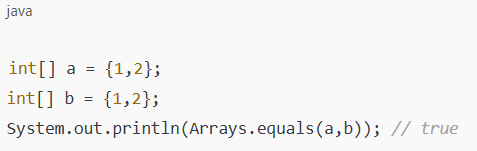 java
int[] a = {1,2};
int[] b = {1,2};
System.out.println(Arrays.equals(a,b)); // true